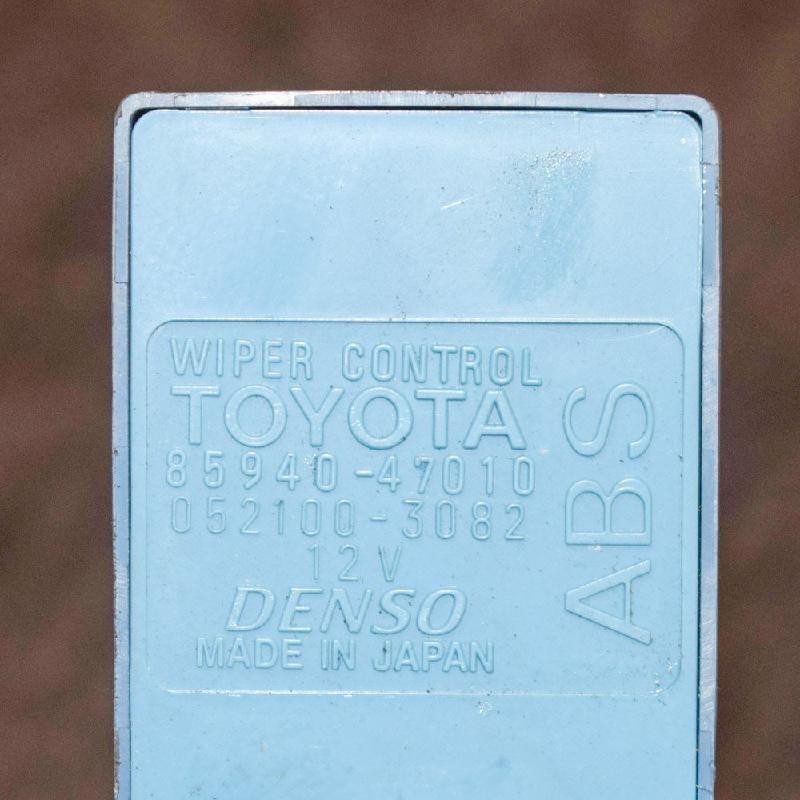 WIPER CONTROL
TOYOTA
85940-47010
052100-3082
12V
DENSO
MADE IN JAPAN
ABS